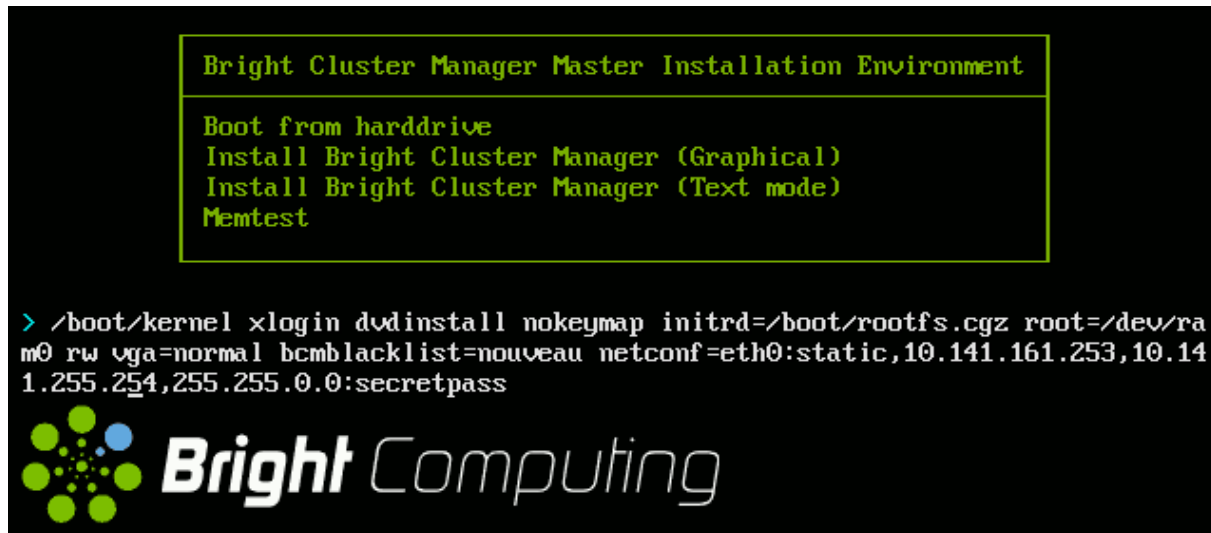 Bright Cluster Manager Master Installation Environment
Boot from harddrive
Install Bright Cluster Manager (Graphical)
Install Bright Cluster Manager (Text mode)
Memtest
> /boot/kernel xlogin dvdinstall nokeymap initrd=/boot/rootfs.cgz root=/dev/ra
m0 rw vga=normal bcmblacklist=nouveau netconf=eth0:static,10.141.161.253,10.14
1.255.254,255.255.0.0:secretpass
Bright Computing